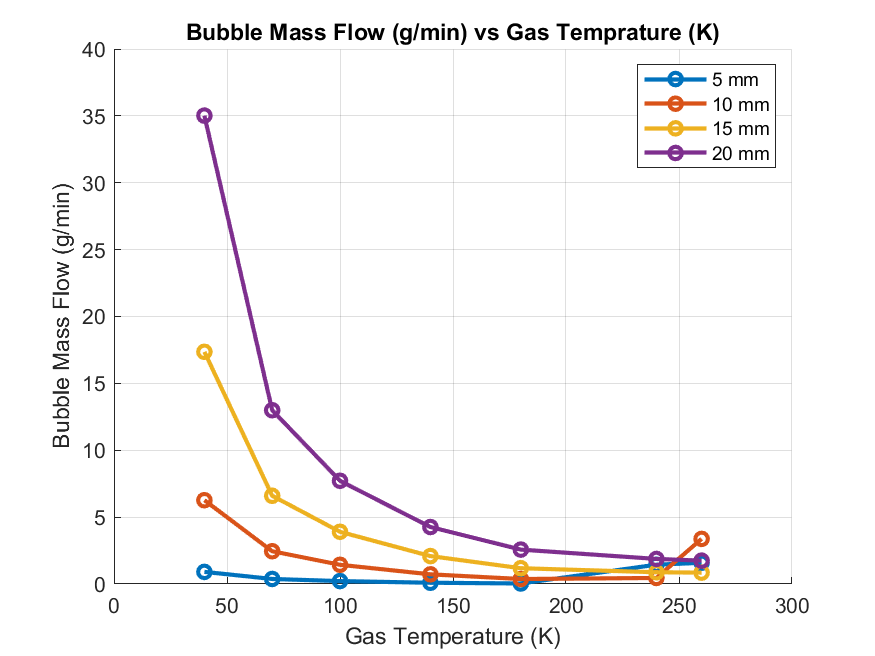 Bubble Mass Flow (g/min) vs Gas Temprature (K)
40
35
30
25
20
15
10
5
0
Bubble Mass Flow (g/min)
5 mm
10 mm
15 mm
20 mm
0 50 100 150 200 250 300
Gas Temperature (K)